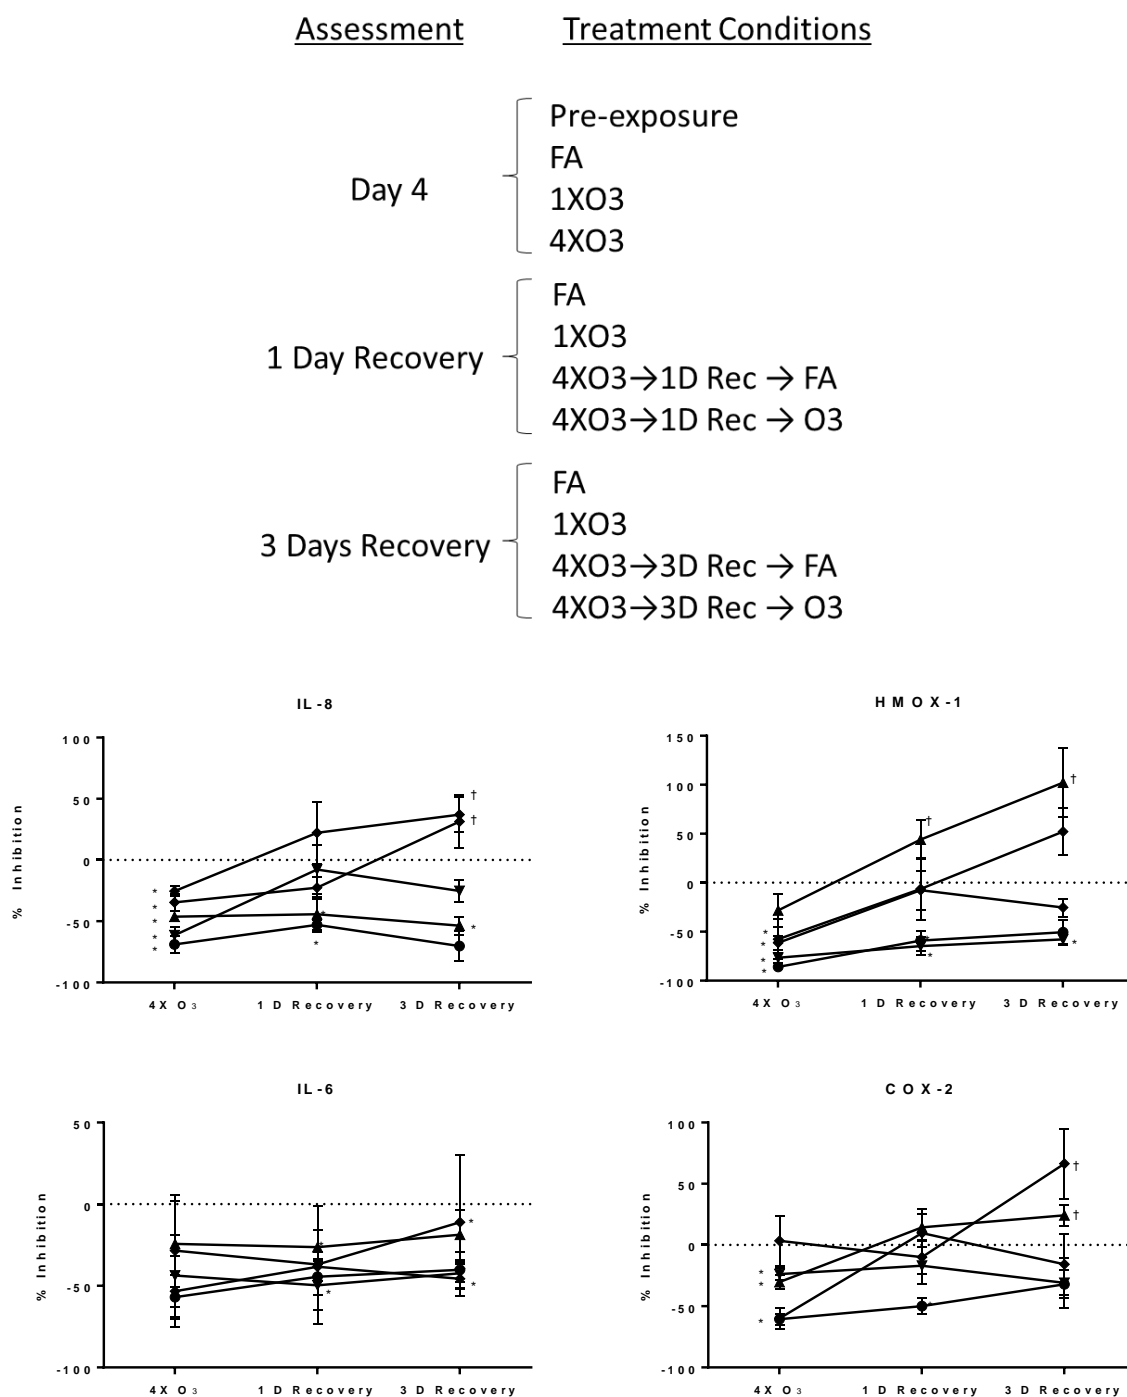 Assessment Treatment Conditions
Pre-exposure
FA
Day 4
1XO3
4XO3
FA
1XO3
1 Day Recovery
4XO3→1D Rec → FA
4XO3→1D Rec → O3
FA
1XO3
3 Days Recovery
4XO3→3D Rec → FA
4XO3→3D Rec → O3
IL-8
% Inhibition
100
50
0
-50
-100
* * * * * * * * † †
4X O3 1 D Recovery 3 D Recovery
HMOX-1
% Inhibition
150
100
50
0
-50
-100
* * * * † * * † *
4X O3 1 D Recovery 3 D Recovery
IL-6
% Inhibition
50
0
-50
-100
* * * *
4X O3 1 D Recovery 3 D Recovery
COX-2
% Inhibition
100
50
0
-50
-100
* * * * † †
4X O3 1 D Recovery 3 D Recovery